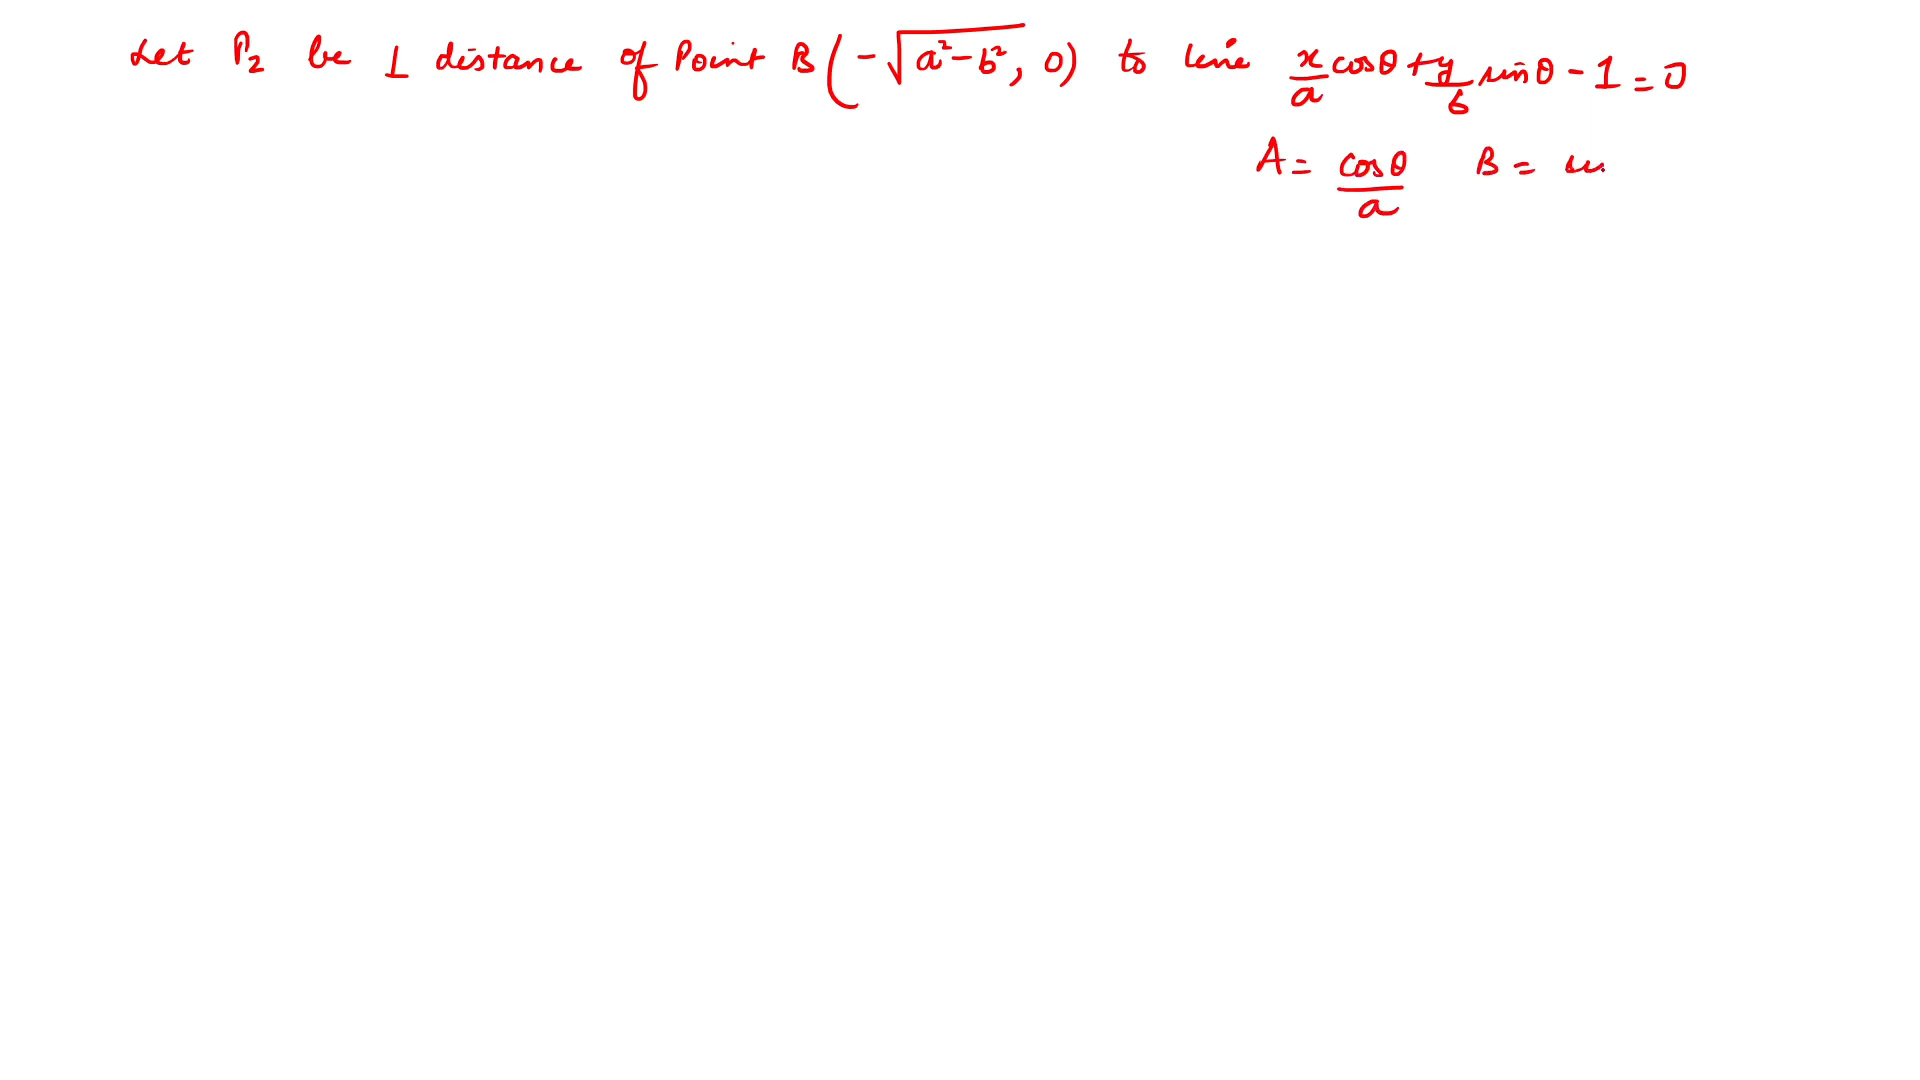 Let P₂ be ⊥ distance of Point B(-√(a²-b²), 0) to line x/a cosθ + y/b sinθ - 1 = 0
A = cosθ/a B =